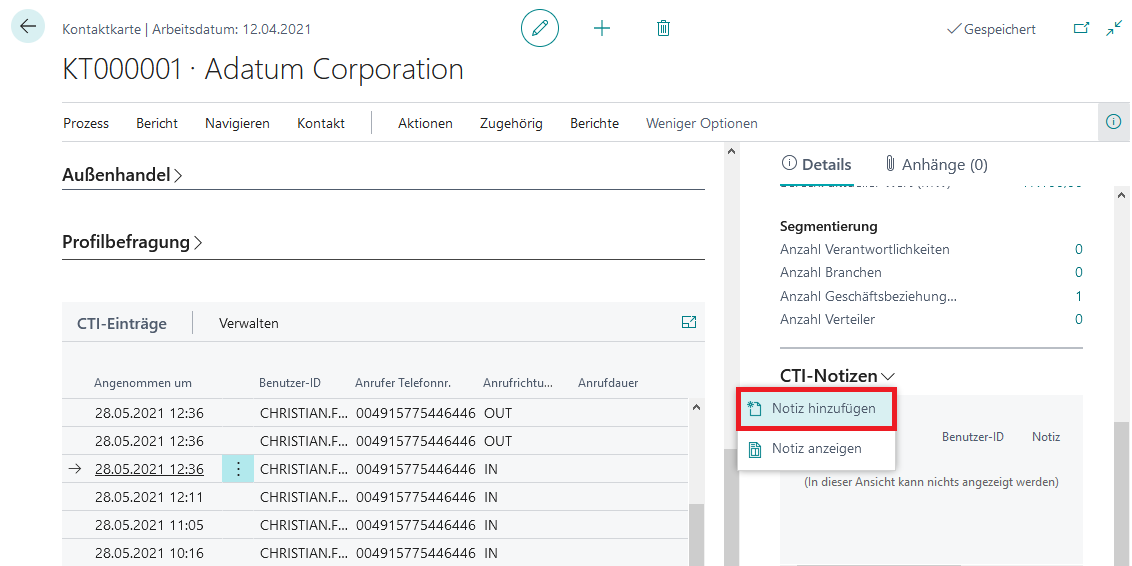 Kontaktkarte | Arbeitsdatum: 12.04.2021
Gespeichert
KT000001 · Adatum Corporation
Prozess Bericht Navigieren Kontakt Aktionen Zugehörig Berichte Weniger Optionen
Außenhandel
Profilbefragung
CTI-Einträge Verwalten
Angenommen um Benutzer-ID Anrufer Telefonnr. Anrufrichtu... Anrufdauer
28.05.2021 12:36 CHRISTIAN.F... 004915775446446 OUT
28.05.2021 12:36 CHRISTIAN.F... 004915775446446 OUT
28.05.2021 12:36 CHRISTIAN.F... 004915775446446 IN
28.05.2021 12:11 CHRISTIAN.F... 004915775446446 IN
28.05.2021 11:05 CHRISTIAN.F... 004915775446446 IN
28.05.2021 10:16 CHRISTIAN.F... 004915775446446 IN
Details Anhänge (0)
Segmentierung
Anzahl Verantwortlichkeiten 0
Anzahl Branchen 0
Anzahl Geschäftsbeziehung... 1
Anzahl Verteiler 0
CTI-Notizen
Notiz hinzufügen
Notiz anzeigen
Benutzer-ID Notiz
(In dieser Ansicht kann nichts angezeigt werden)